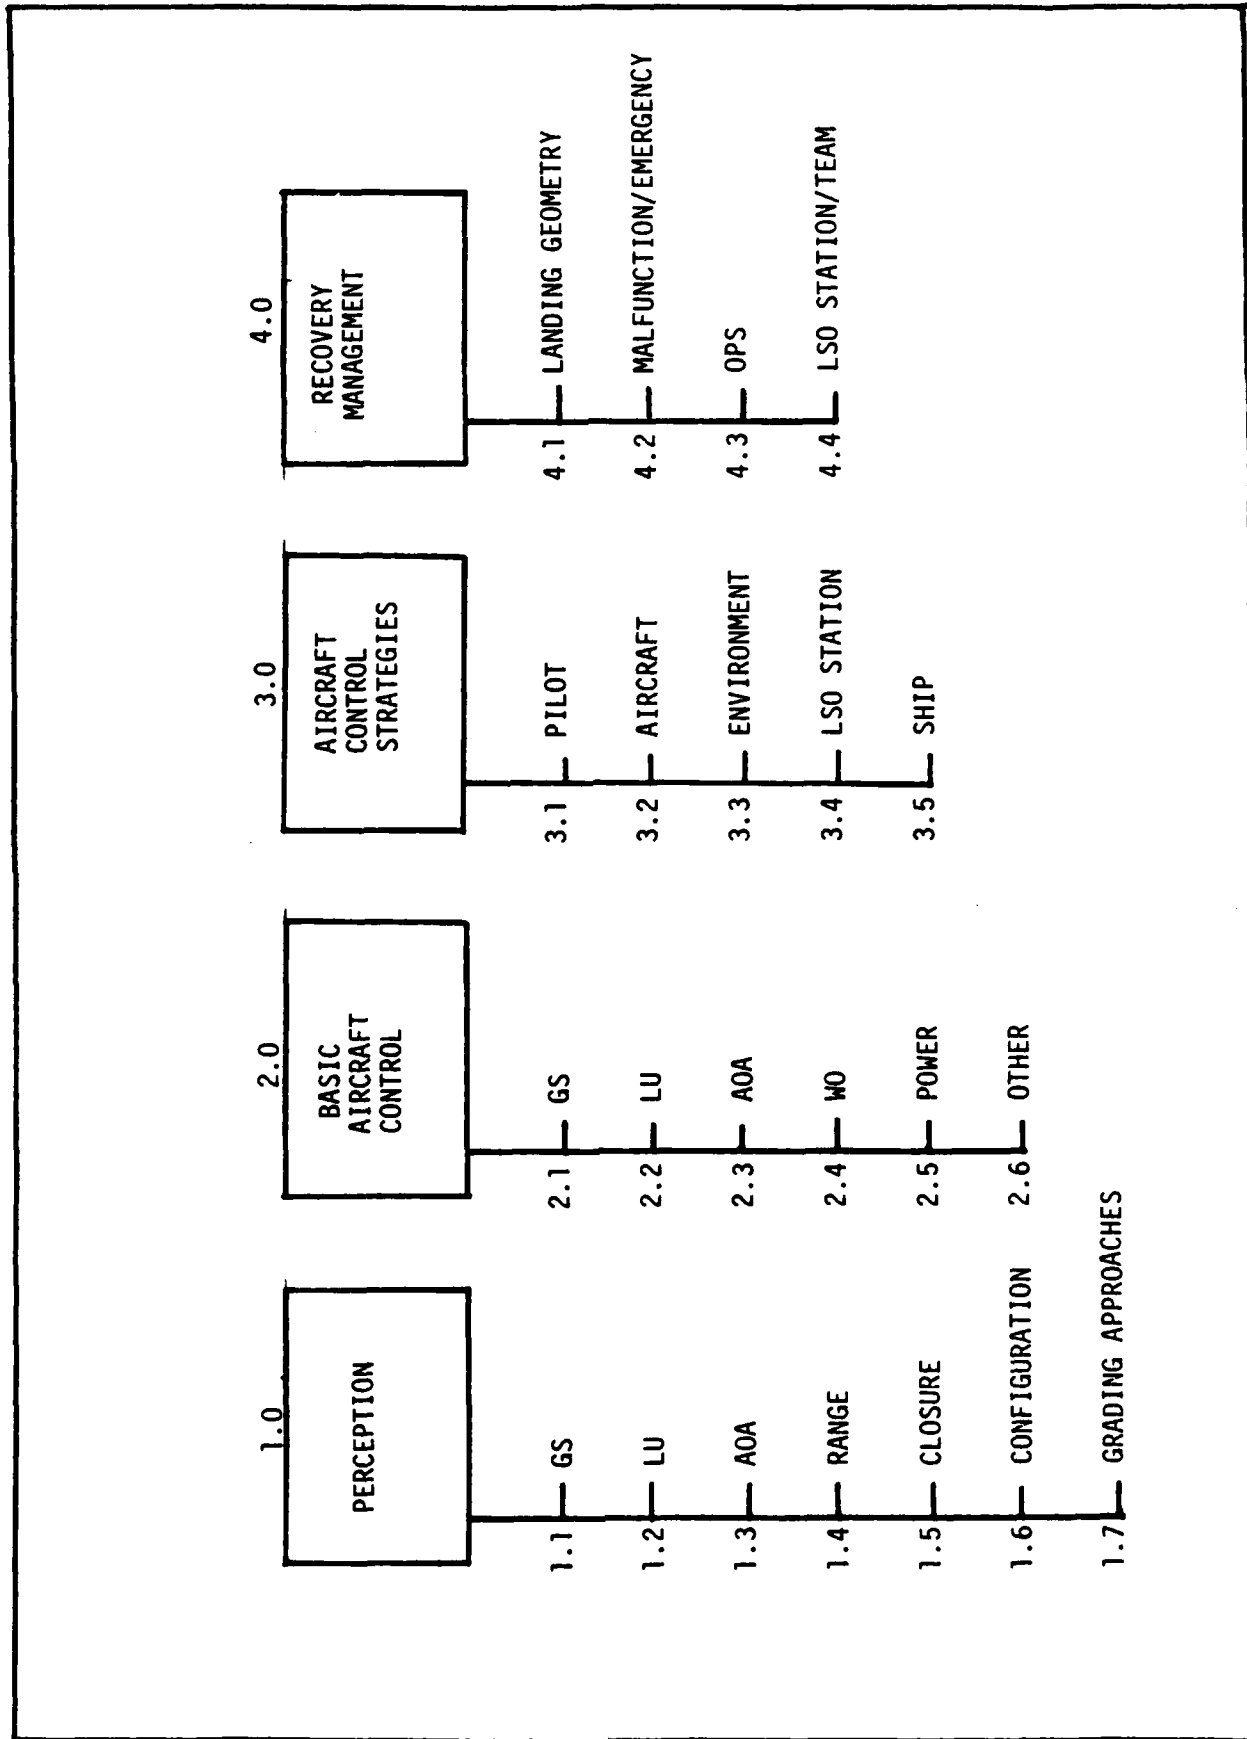 1.0
PERCEPTION
1.1 GS
1.2 LU
1.3 AOA
1.4 RANGE
1.5 CLOSURE
1.6 CONFIGURATION
1.7 GRADING APPROACHES
2.0
BASIC
AIRCRAFT
CONTROL
2.1 GS
2.2 LU
2.3 AOA
2.4 WO
2.5 POWER
2.6 OTHER
3.0
AIRCRAFT
CONTROL
STRATEGIES
3.1 PILOT
3.2 AIRCRAFT
3.3 ENVIRONMENT
3.4 LSO STATION
3.5 SHIP
4.0
RECOVERY
MANAGEMENT
4.1 LANDING GEOMETRY
4.2 MALFUNCTION/EMERGENCY
4.3 OPS
4.4 LSO STATION/TEAM